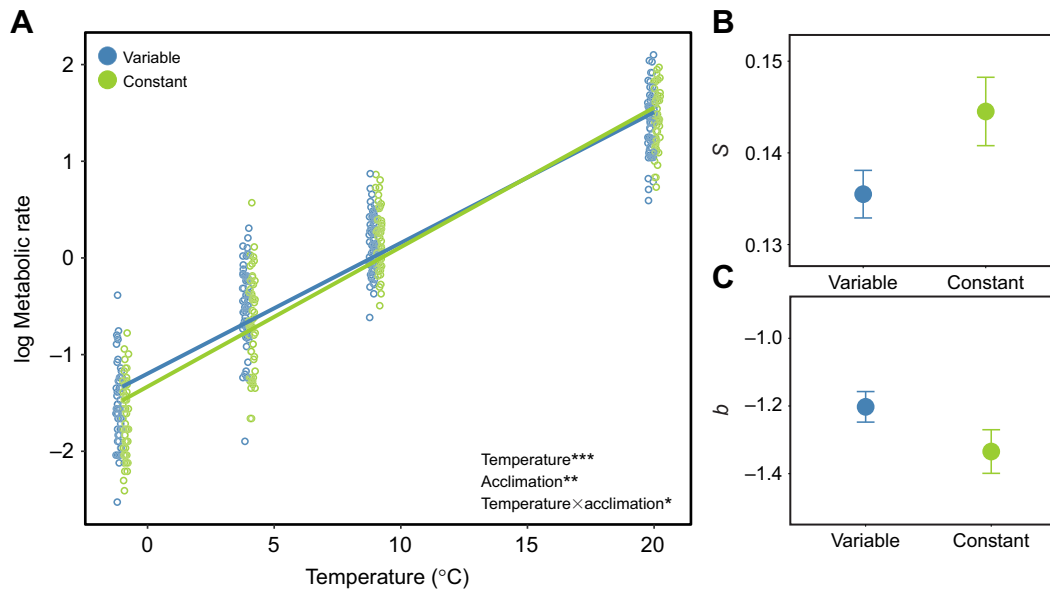 A
Variable
Constant
log Metabolic rate
2
1
0
–1
–2
Temperature***
Acclimation**
Temperature×acclimation*
0
5
10
15
20
Temperature (°C)
B
S
0.15
0.14
0.13
Variable
Constant
C
b
–1.0
–1.2
–1.4
Variable
Constant